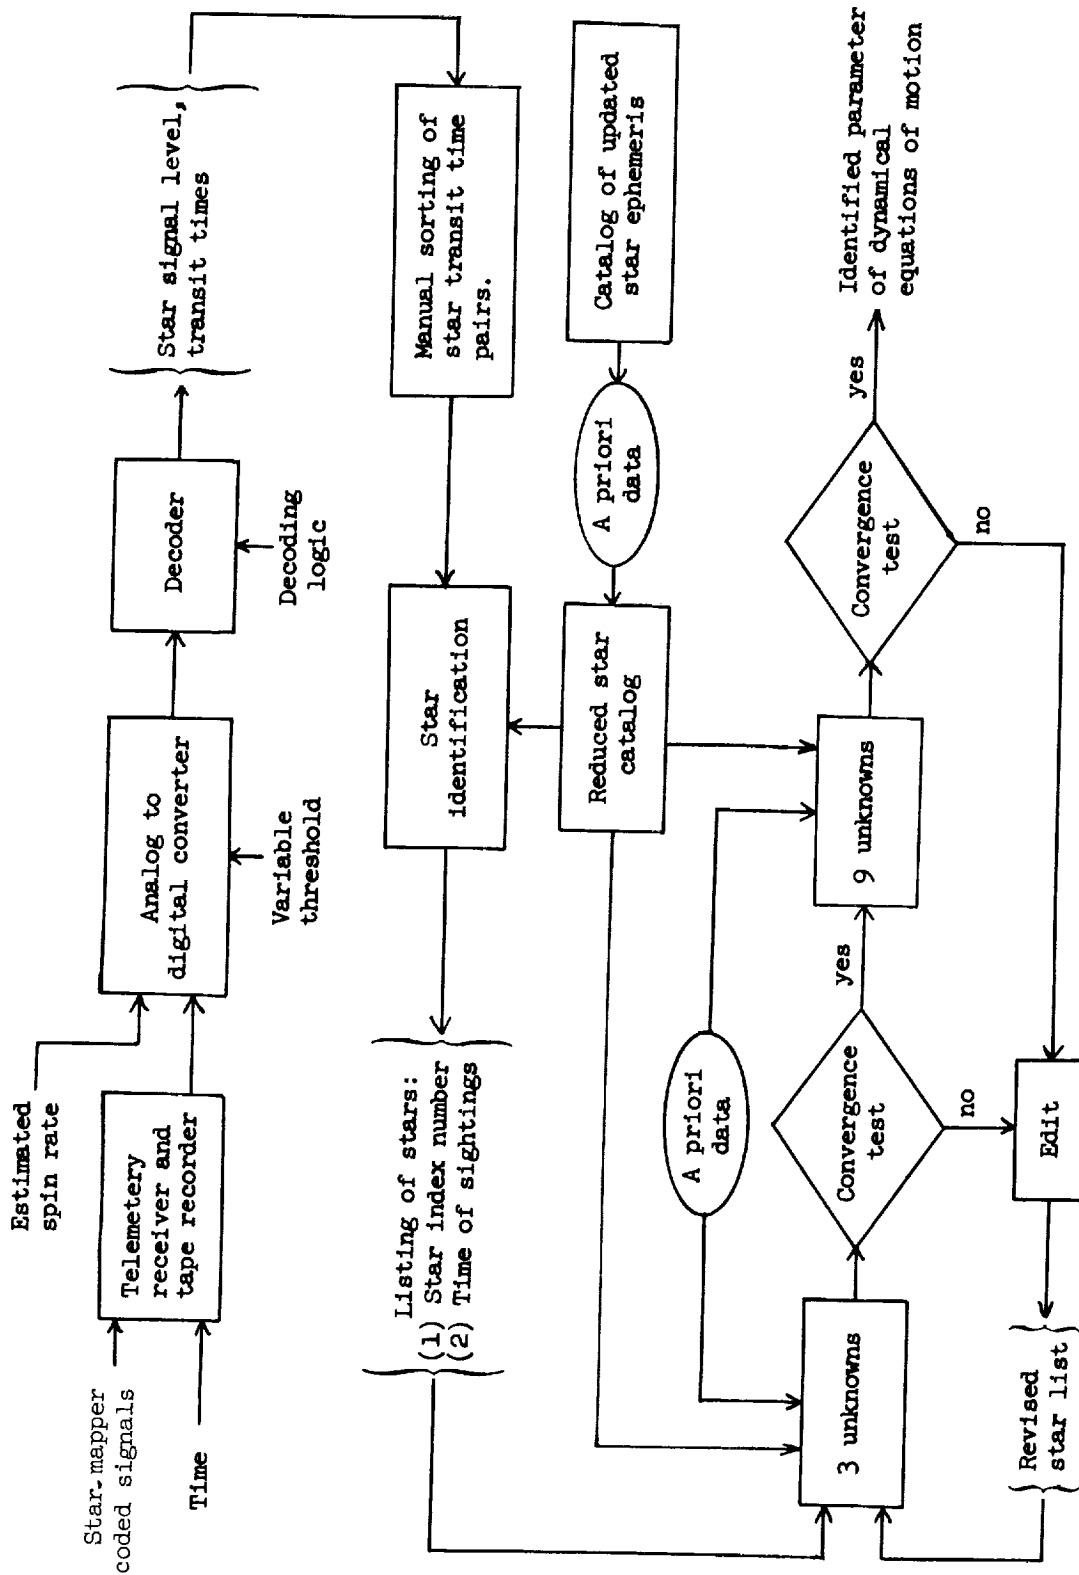 Star-mapper
coded signals
Time
Estimated
spin rate
Telemetery
receiver and
tape recorder
Analog to
digital converter
Variable
threshold
Decoder
Decoding
logic
Star signal level,
transit times
Manual sorting of
star transit time
pairs.
Star
identification
Listing of stars:
(1) Star index number
(2) Time of sightings
Catalog of updated
star ephemeris
A priori
data
Reduced star
catalog
A priori
data
3 unknowns
Convergence
test
yes
no
9 unknowns
Convergence
test
yes
no
Identified parameter
of dynamical
equations of motion
Edit
Revised
star list